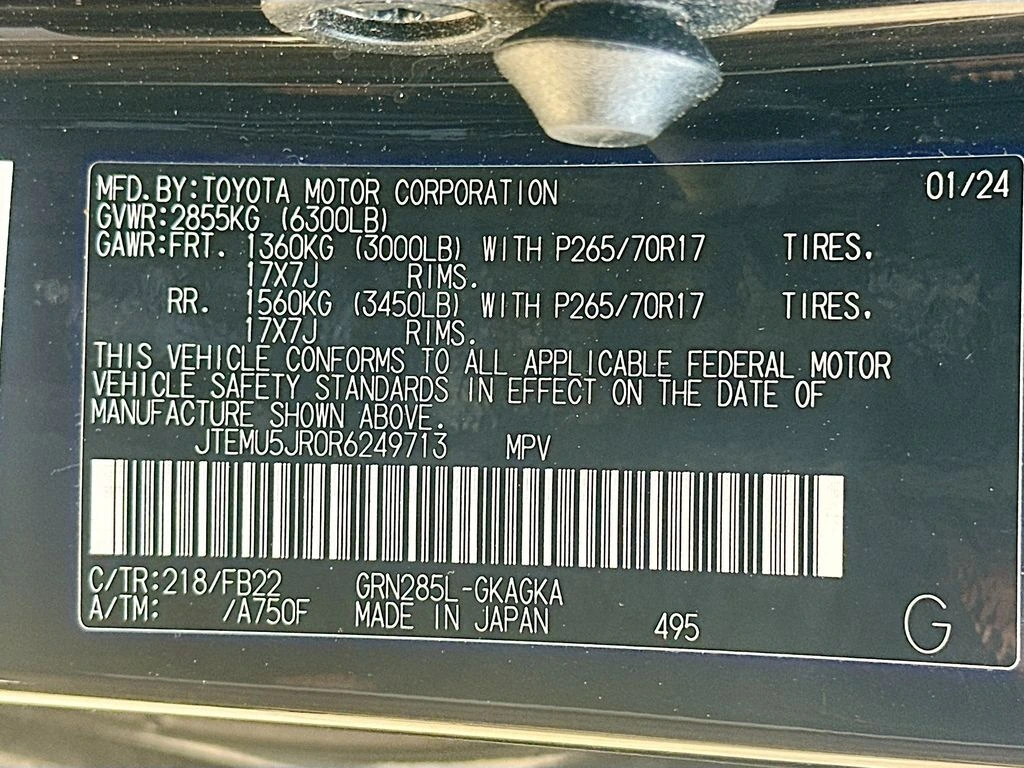 MFD.BY:TOYOTA MOTOR CORPORATION 01/24
GVWR:2855KG (6300LB)
GAWR:FRT. 1360KG (3000LB) WITH P265/70R17 TIRES.
17X7J RIMS.
RR. 1560KG (3450LB) WITH P265/70R17 TIRES.
17X7J RIMS.
THIS VEHICLE CONFORMS TO ALL APPLICABLE FEDERAL MOTOR
VEHICLE SAFETY STANDARDS IN EFFECT ON THE DATE OF
MANUFACTURE SHOWN ABOVE.
JTEMU5JR0R6249713 MPV
C/TR:218/FB22 GRN285L-GKAGKA
A/TM: /A750F MADE IN JAPAN 495 G